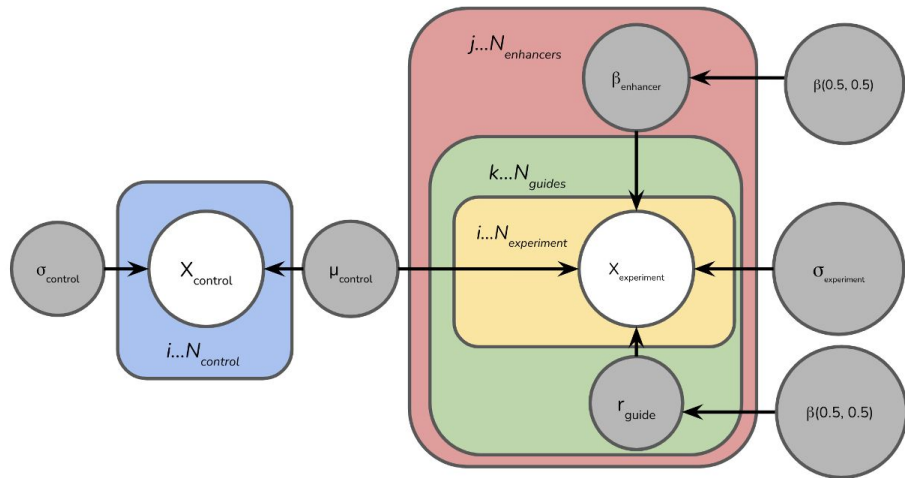 j...N enhancers
β enhancer
β(0.5, 0.5)
k...N guides
i...N experiment
σ control
X control
μ control
X experiment
σ experiment
i...N control
r guide
β(0.5, 0.5)